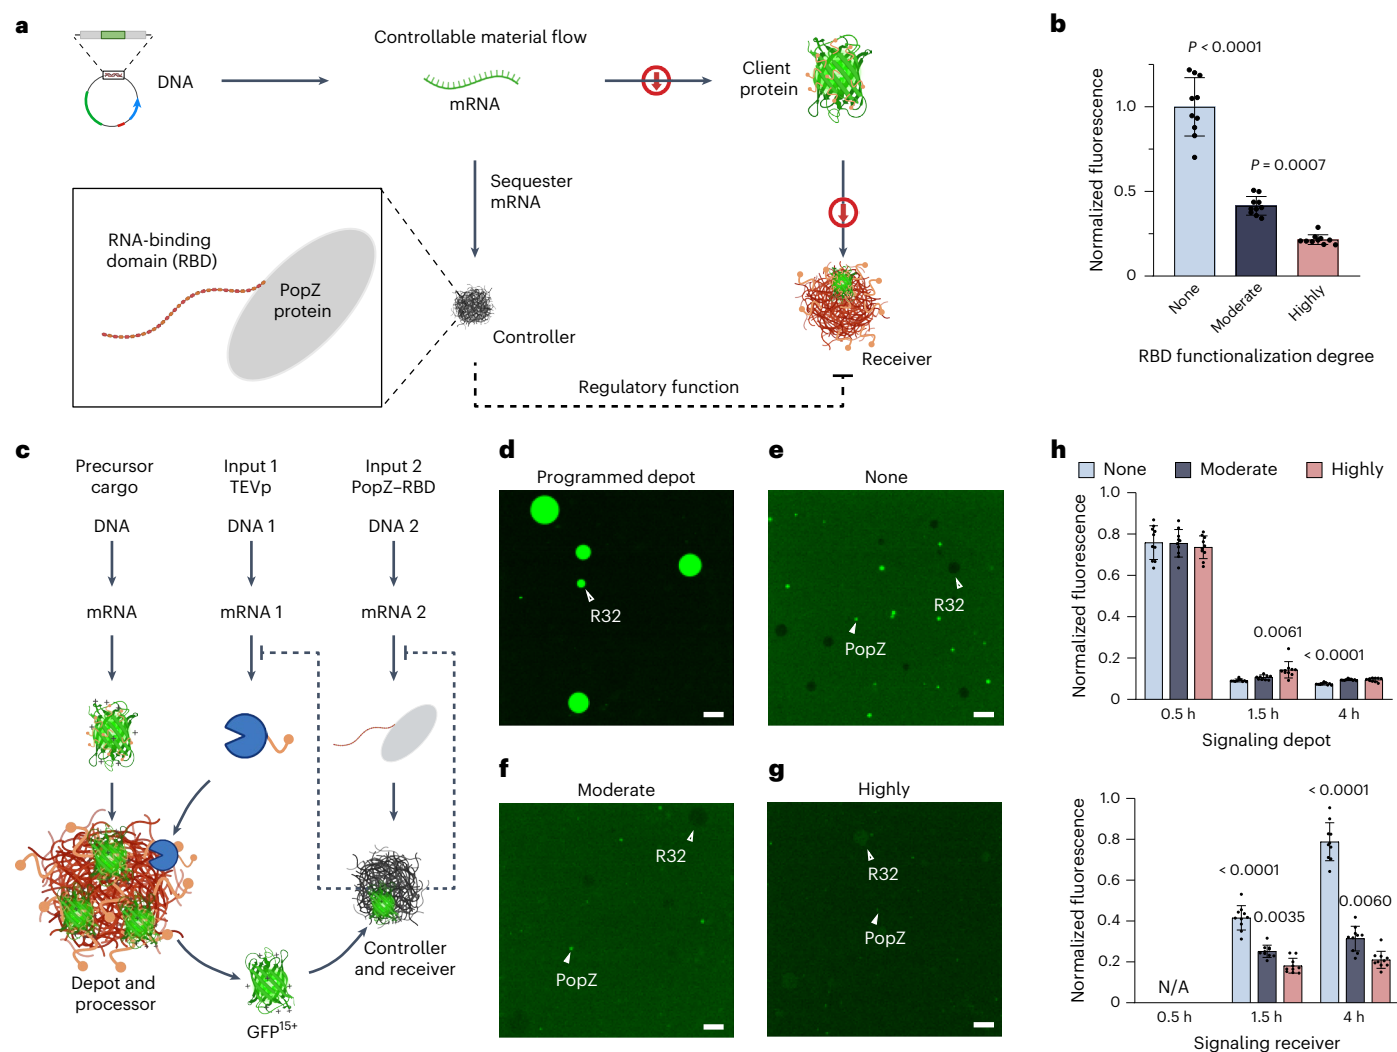 a
Controllable material flow
DNA
mRNA
Client
protein
Sequester
mRNA
RNA-binding
domain (RBD)
PopZ
protein
Controller
Receiver
Regulatory function
b
P < 0.0001
P = 0.0007
Normalized fluorescence
1.0
0.5
0
None
Moderate
Highly
RBD functionalization degree
c
Precursor
cargo
Input 1
TEVp
Input 2
PopZ–RBD
DNA
DNA 1
DNA 2
mRNA
mRNA 1
mRNA 2
Depot and
processor
Controller
and receiver
GFP15+
d
Programmed depot
R32
e
None
R32
PopZ
f
Moderate
R32
PopZ
g
Highly
R32
PopZ
h
None
Moderate
Highly
Normalized fluorescence
1.0
0.8
0.6
0.4
0.2
0
0.0061
< 0.0001
0.5 h
1.5 h
4 h
Signaling depot
Normalized fluorescence
1.0
0.8
0.6
0.4
0.2
0
N/A
< 0.0001
0.0035
< 0.0001
0.0060
0.5 h
1.5 h
4 h
Signaling receiver